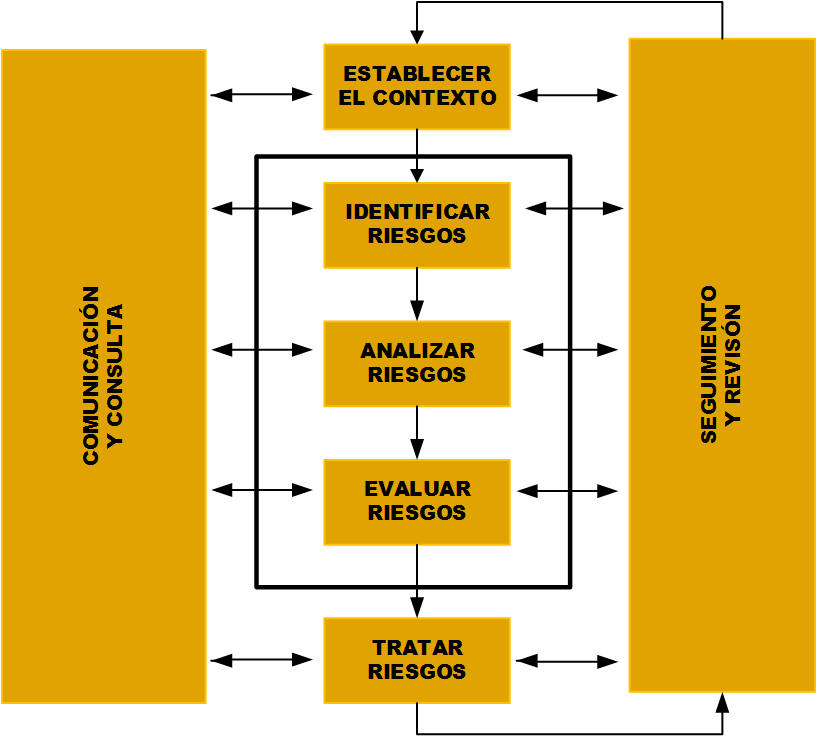 ESTABLECER
EL CONTEXTO
IDENTIFICAR
RIESGOS
ANALIZAR
RIESGOS
EVALUAR
RIESGOS
TRATAR
RIESGOS
COMUNICACIÓN
Y CONSULTA
SEGUIMIENTO
Y REVISÓN